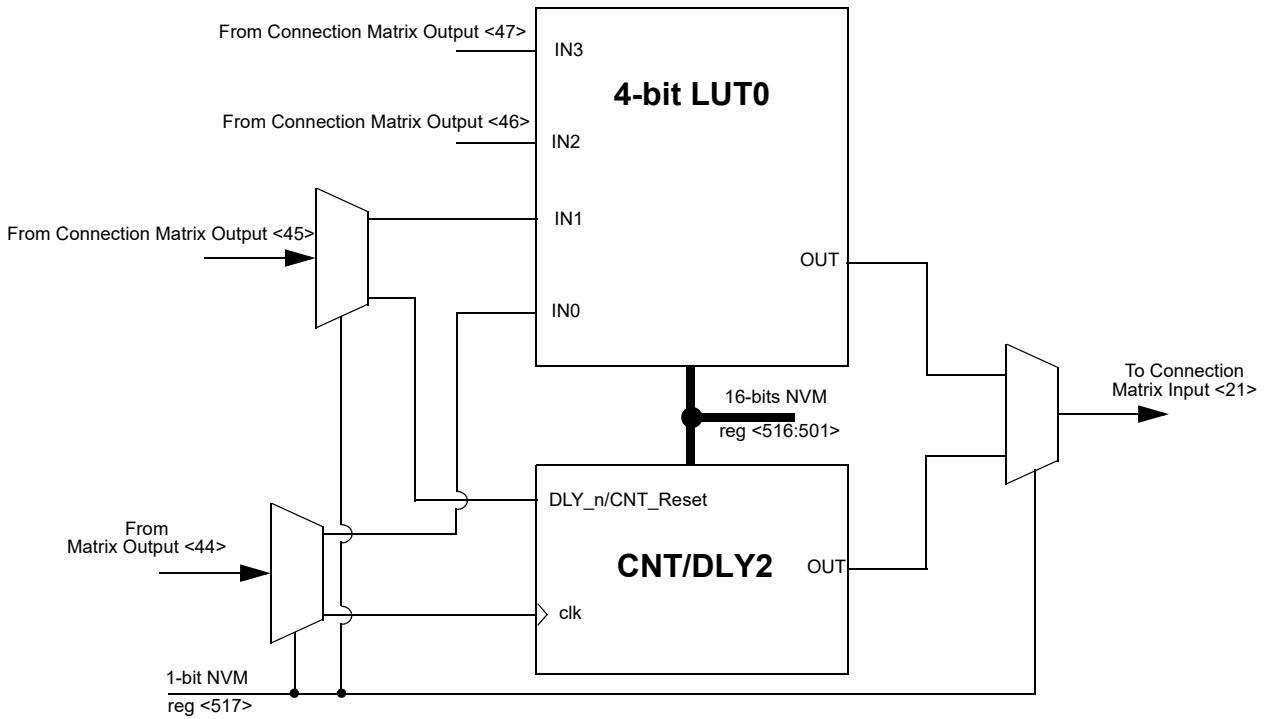 From Connection Matrix Output <47>
IN3
4-bit LUT0
From Connection Matrix Output <46>
IN2
IN1
From Connection Matrix Output <45>
OUT
IN0
To Connection
Matrix Input <21>
16-bits NVM
reg <516:501>
DLY_n/CNT_Reset
From
Matrix Output <44>
CNT/DLY2
OUT
clk
1-bit NVM
reg <517>